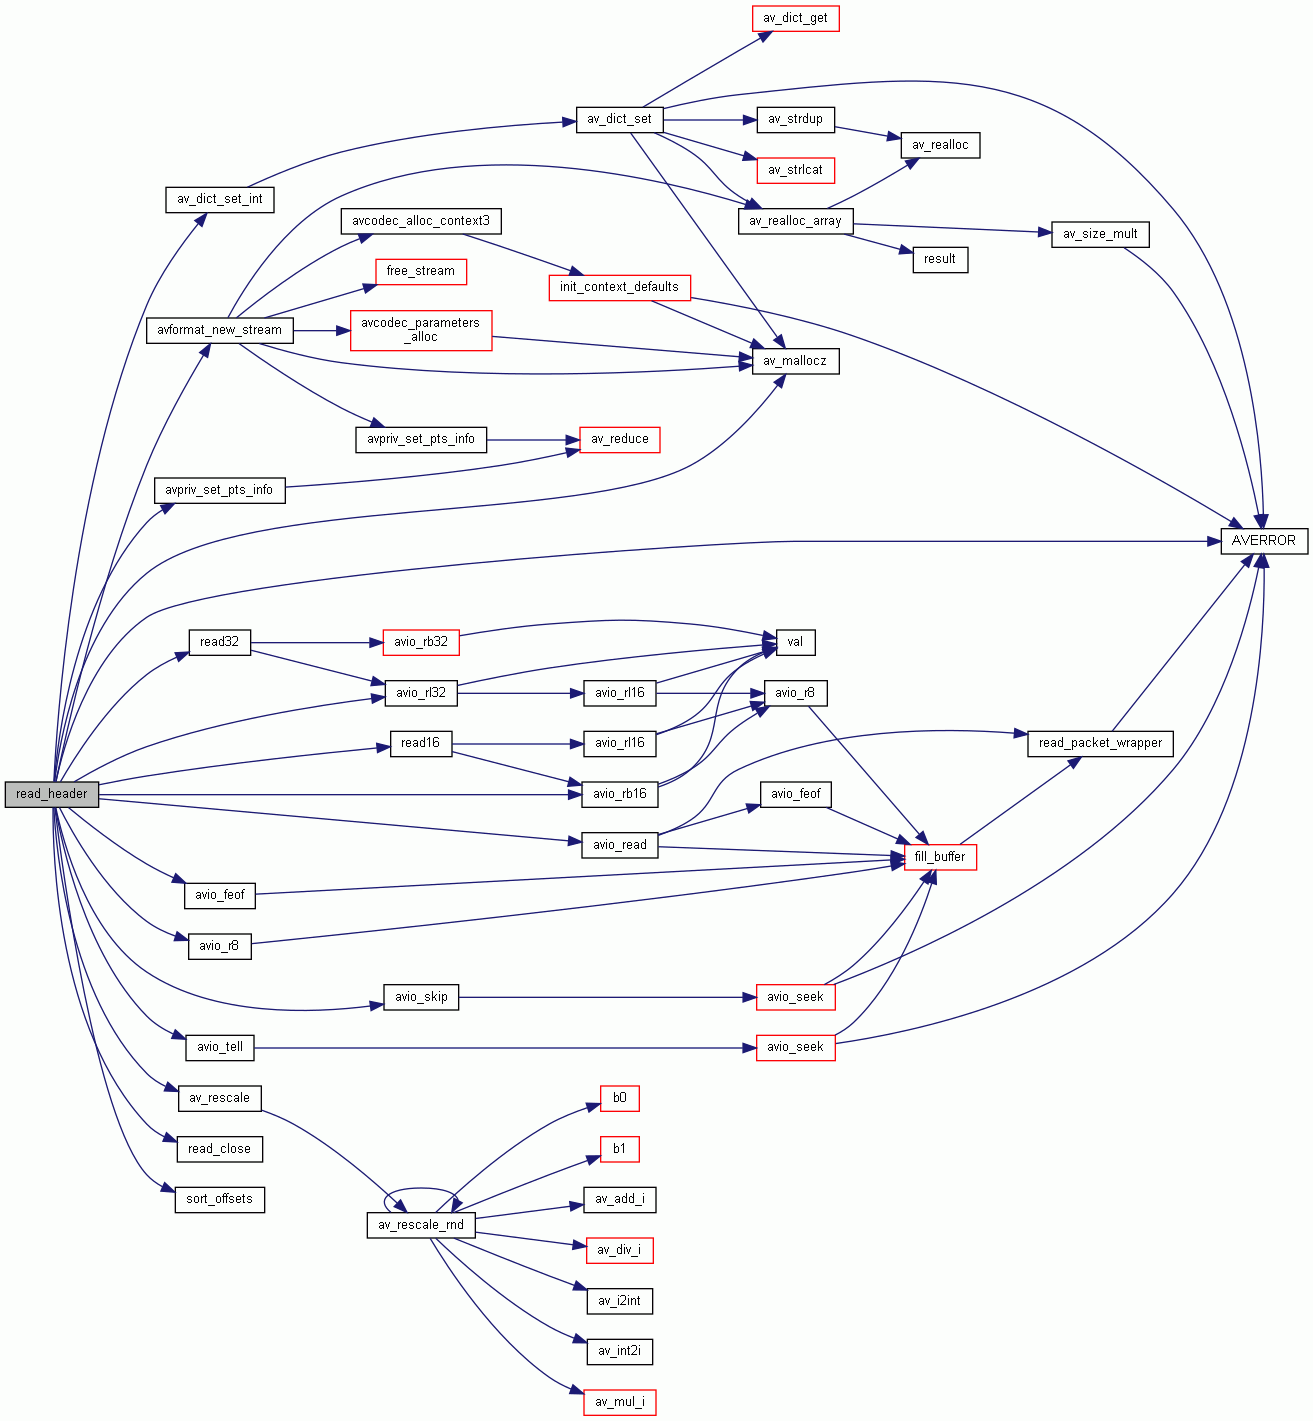 av_dict_get
av_dict_set
av_strdup
av_realloc
av_strlcat
av_dict_set_int
avcodec_alloc_context3
av_realloc_array
av_size_mult
result
free_stream
init_context_defaults
avformat_new_stream
avcodec_parameters
_alloc
av_mallocz
avpriv_set_pts_info
av_reduce
avpriv_set_pts_info
AVERROR
read32
avio_rb32
val
avio_rl32
avio_rl16
avio_r8
read16
avio_rl16
read_packet_wrapper
read_header
avio_rb16
avio_feof
avio_read
fill_buffer
avio_feof
avio_r8
avio_skip
avio_seek
avio_tell
avio_seek
av_rescale
b0
read_close
b1
sort_offsets
av_add_i
av_rescale_rnd
av_div_i
av_i2int
av_int2i
av_mul_i